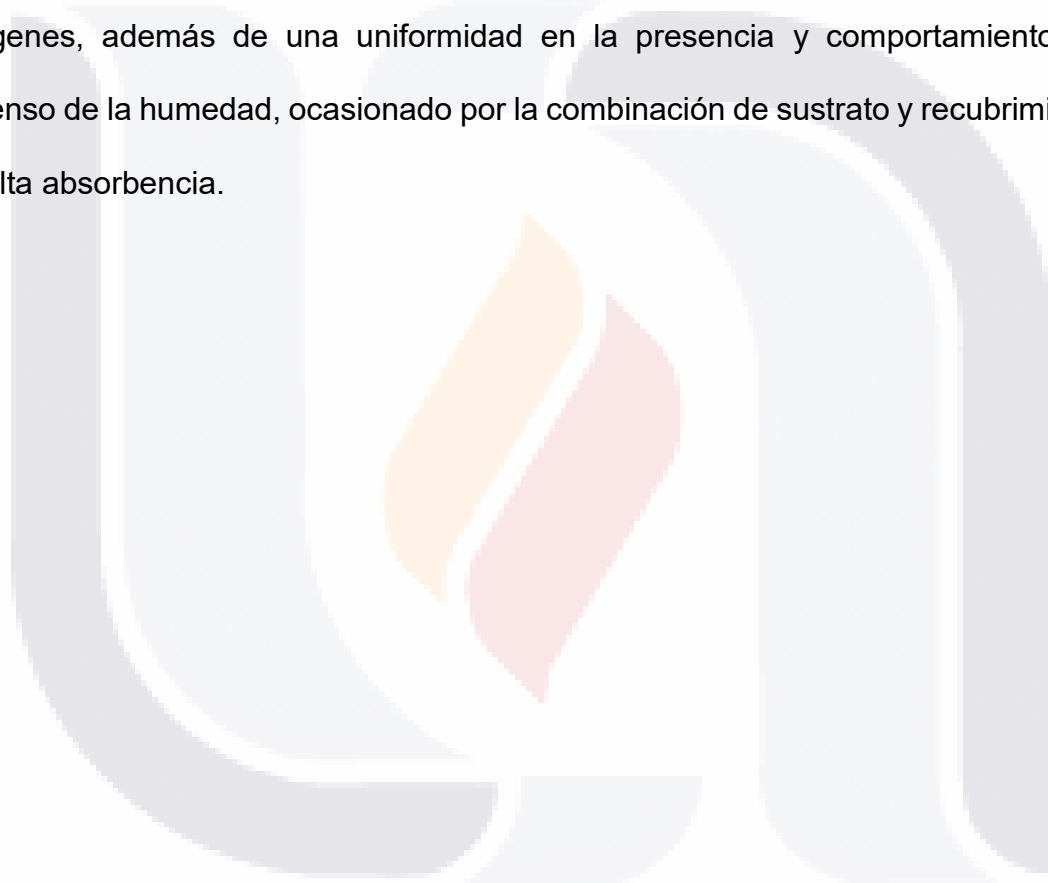 genes, además de una uniformidad en la presencia y comportamiento
enso de la humedad, ocasionado por la combinación de sustrato y recubrimi
lta absorbencia.